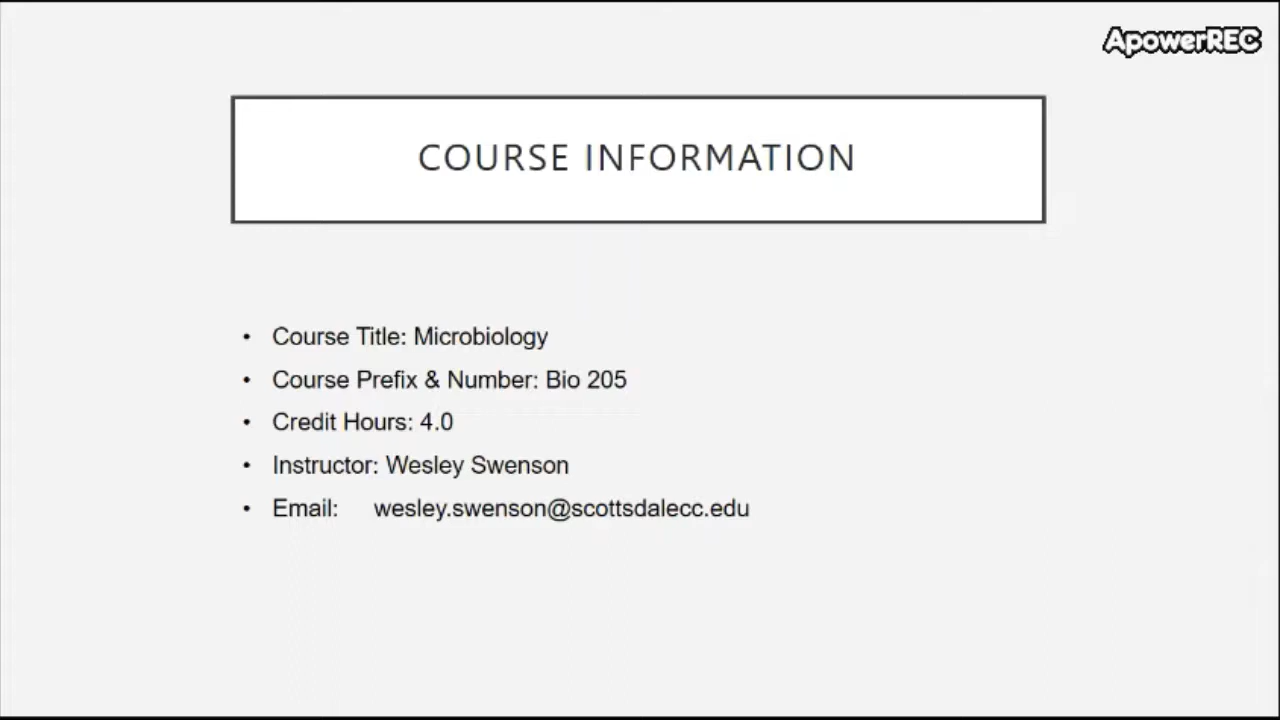 ApowerREC
COURSE INFORMATION
• Course Title: Microbiology
• Course Prefix & Number: Bio 205
• Credit Hours: 4.0
• Instructor: Wesley Swenson
• Email: wesley.swenson@scottsdalecc.edu